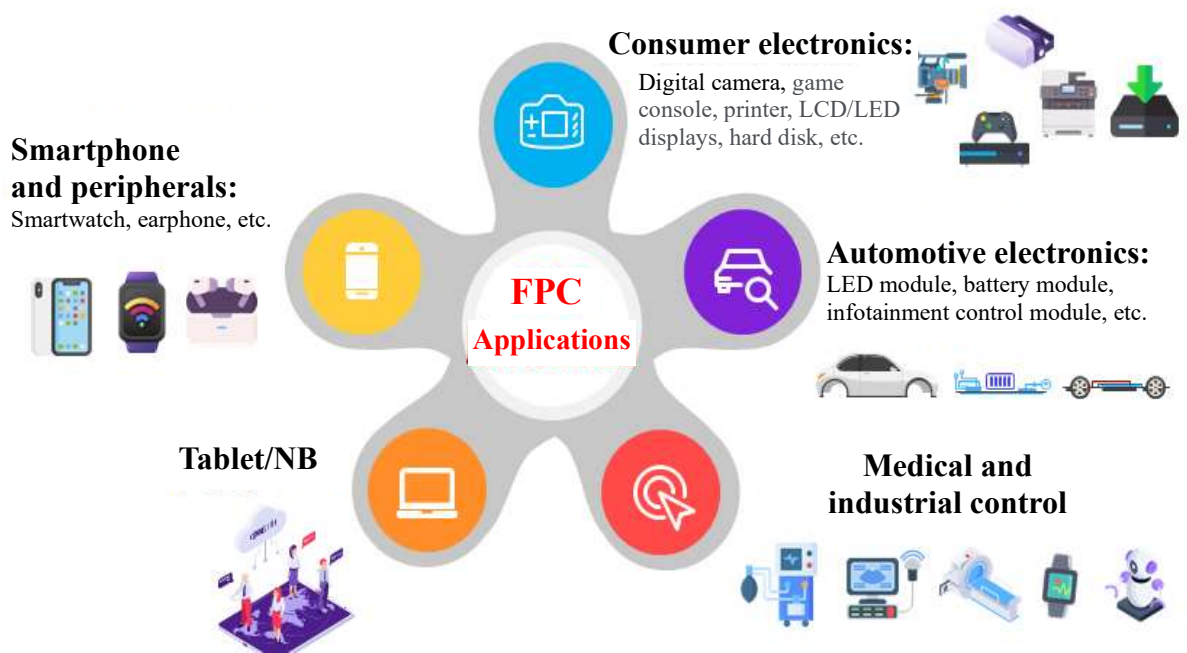 Consumer electronics:
Digital camera, game
console, printer, LCD/LED
displays, hard disk, etc.
Smartphone
and peripherals:
Smartwatch, earphone, etc.
Automotive electronics:
LED module, battery module,
infotainment control module, etc.
FPC
Applications
Tablet/NB
Medical and
industrial control